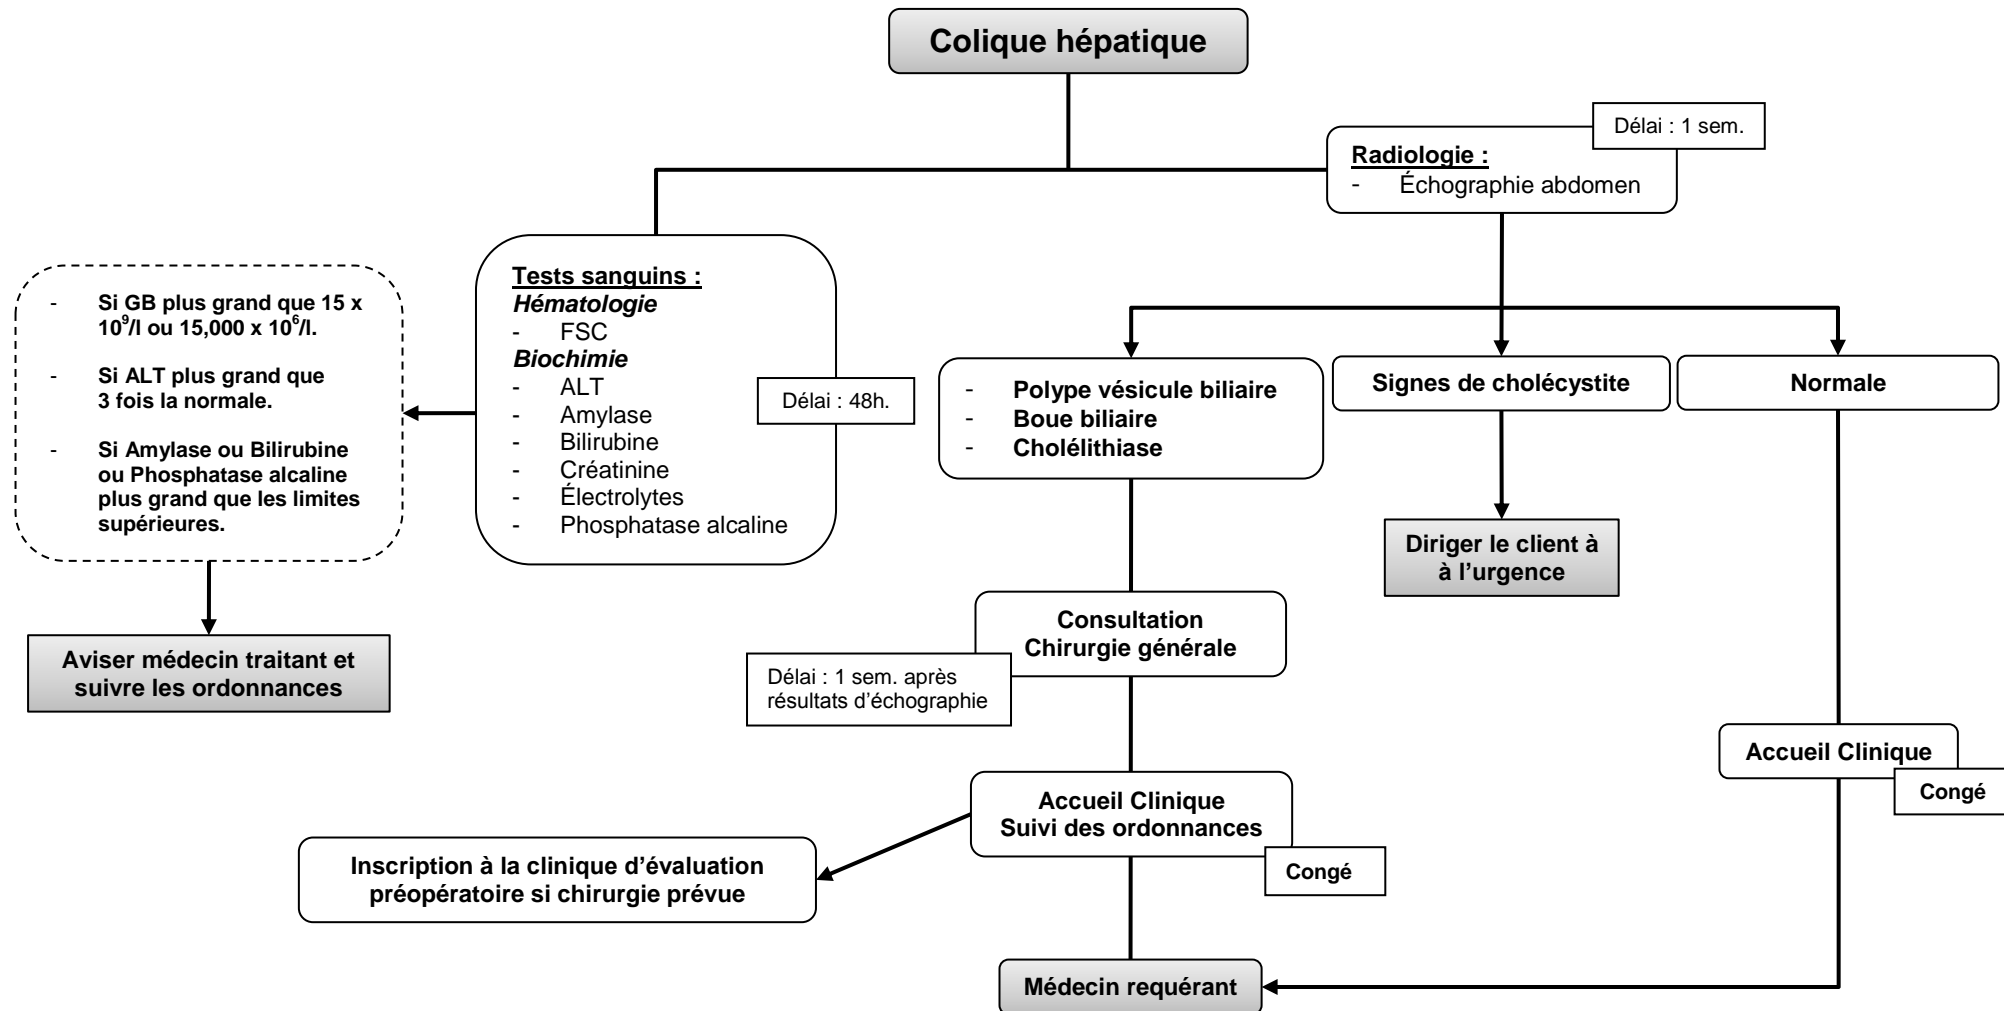 Colique hépatique
Délai : 1 sem.
Radiologie :
- Échographie abdomen
Tests sanguins :
Hématologie
- FSC
Biochimie
- ALT
- Amylase
- Bilirubine
- Créatinine
- Électrolytes
- Phosphatase alcaline
Délai : 48h.
- Si GB plus grand que 15 x
10⁹/l ou 15,000 x 10⁶/l.
- Si ALT plus grand que
3 fois la normale.
- Si Amylase ou Bilirubine
ou Phosphatase alcaline
plus grand que les limites
supérieures.
Aviser médecin traitant et
suivre les ordonnances
- Polype vésicule biliaire
- Boue biliaire
- Cholélithiase
Signes de cholécystite
Normale
Diriger le client à
à l’urgence
Consultation
Chirurgie générale
Délai : 1 sem. après
résultats d’échographie
Accueil Clinique
Suivi des ordonnances
Congé
Accueil Clinique
Congé
Inscription à la clinique d’évaluation
préopératoire si chirurgie prévue
Médecin requérant